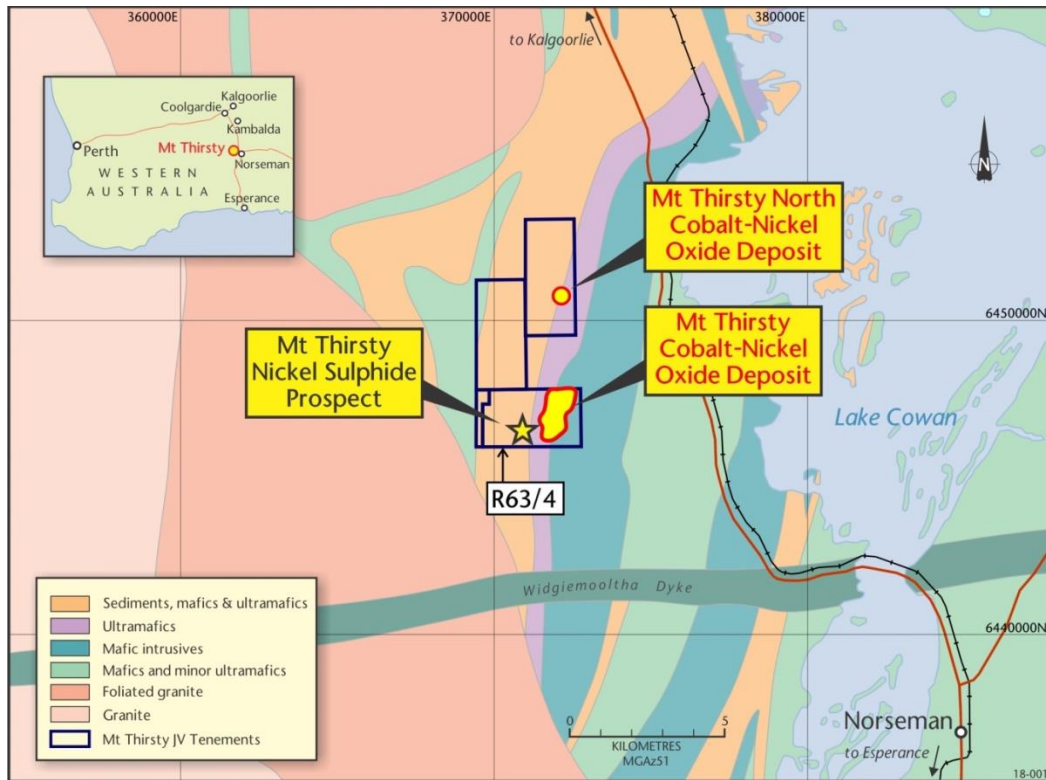 360000E
370000E
380000E
to Kalgoorlie
N
Kalgoorlie
Coolgardie
Kambalda
Perth
Mt Thirsty
Norseman
WESTERN
AUSTRALIA
Esperance
Mt Thirsty North
Cobalt-Nickel
Oxide Deposit
6450000N
Mt Thirsty
Nickel Sulphide
Prospect
Mt Thirsty
Cobalt-Nickel
Oxide Deposit
Lake Cowan
R63/4
Widgiemooltha Dyke
6440000N
Sediments, mafics & ultramafics
Ultramafics
Mafic intrusives
Mafics and minor ultramafics
Foliated granite
Granite
Mt Thirsty JV Tenements
0
5
KILOMETRES
MGAz51
Norseman
to Esperance
18-001